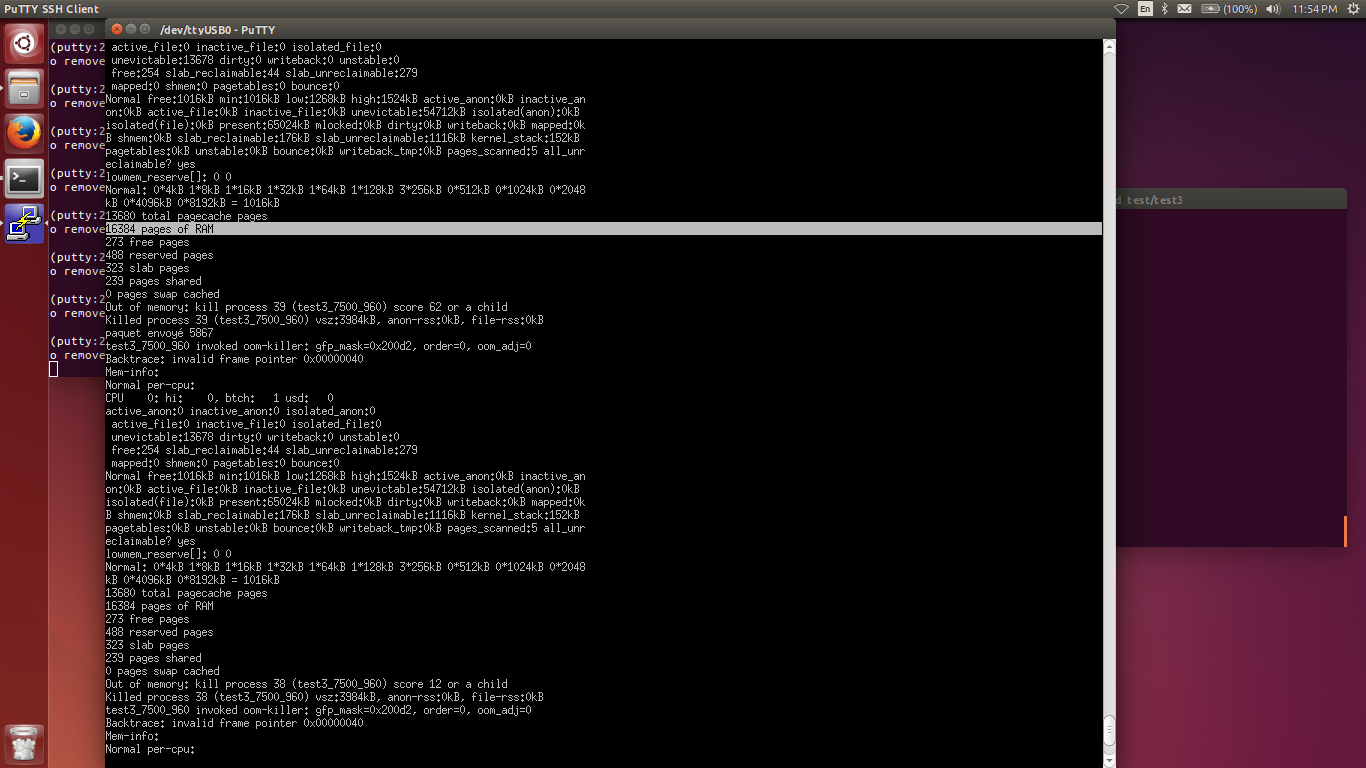 PuTTY SSH Client
En
(100%)
11:54 PM
/dev/ttyUSB0 - PuTTY
d_test/test3
(putty:2
o remove
(putty:2
o remove
(putty:2
o remove
(putty:2
o remove
(putty:2
o remove
(putty:2
o remove
(putty:2
o remove
(putty:2
o remove
active_file:0 inactive_file:0 isolated_file:0
unevictable:13678 dirty:0 writeback:0 unstable:0
free:254 slab_reclaimable:44 slab_unreclaimable:279
mapped:0 shmem:0 pagetables:0 bounce:0
Normal free:1016kB min:1016kB low:1268kB high:1524kB active_anon:0kB inactive_an
on:0kB active_file:0kB inactive_file:0kB unevictable:54712kB isolated(anon):0kB
isolated(file):0kB present:65024kB mlocked:0kB dirty:0kB writeback:0kB mapped:0k
B shmem:0kB slab_reclaimable:176kB slab_unreclaimable:1116kB kernel_stack:152kB
pagetables:0kB unstable:0kB bounce:0kB writeback_tmp:0kB pages_scanned:5 all_unr
eclaimable? yes
lowmem_reserve[]: 0 0
Normal: 0*4kB 1*8kB 1*16kB 1*32kB 1*64kB 1*128kB 3*256kB 0*512kB 0*1024kB 0*2048
kB 0*4096kB 0*8192kB = 1016kB
13680 total pagecache pages
16384 pages of RAM
273 free pages
488 reserved pages
323 slab pages
239 pages shared
0 pages swap cached
Out of memory: kill process 39 (test3_7500_960) score 62 or a child
Killed process 39 (test3_7500_960) vsz:3984kB, anon-rss:0kB, file-rss:0kB
paquet envoyé 5867
test3_7500_960 invoked oom-killer: gfp_mask=0x200d2, order=0, oom_adj=0
Backtrace: invalid frame pointer 0x00000040
Mem-info:
Normal per-cpu:
CPU    0: hi:    0, btch:   1 usd:   0
active_anon:0 inactive_anon:0 isolated_anon:0
active_file:0 inactive_file:0 isolated_file:0
unevictable:13678 dirty:0 writeback:0 unstable:0
free:254 slab_reclaimable:44 slab_unreclaimable:279
mapped:0 shmem:0 pagetables:0 bounce:0
Normal free:1016kB min:1016kB low:1268kB high:1524kB active_anon:0kB inactive_an
on:0kB active_file:0kB inactive_file:0kB unevictable:54712kB isolated(anon):0kB
isolated(file):0kB present:65024kB mlocked:0kB dirty:0kB writeback:0kB mapped:0k
B shmem:0kB slab_reclaimable:176kB slab_unreclaimable:1116kB kernel_stack:152kB
pagetables:0kB unstable:0kB bounce:0kB writeback_tmp:0kB pages_scanned:5 all_unr
eclaimable? yes
lowmem_reserve[]: 0 0
Normal: 0*4kB 1*8kB 1*16kB 1*32kB 1*64kB 1*128kB 3*256kB 0*512kB 0*1024kB 0*2048
kB 0*4096kB 0*8192kB = 1016kB
13680 total pagecache pages
16384 pages of RAM
273 free pages
488 reserved pages
323 slab pages
239 pages shared
0 pages swap cached
Out of memory: kill process 38 (test3_7500_960) score 12 or a child
Killed process 38 (test3_7500_960) vsz:3984kB, anon-rss:0kB, file-rss:0kB
test3_7500_960 invoked oom-killer: gfp_mask=0x200d2, order=0, oom_adj=0
Backtrace: invalid frame pointer 0x00000040
Mem-info:
Normal per-cpu: